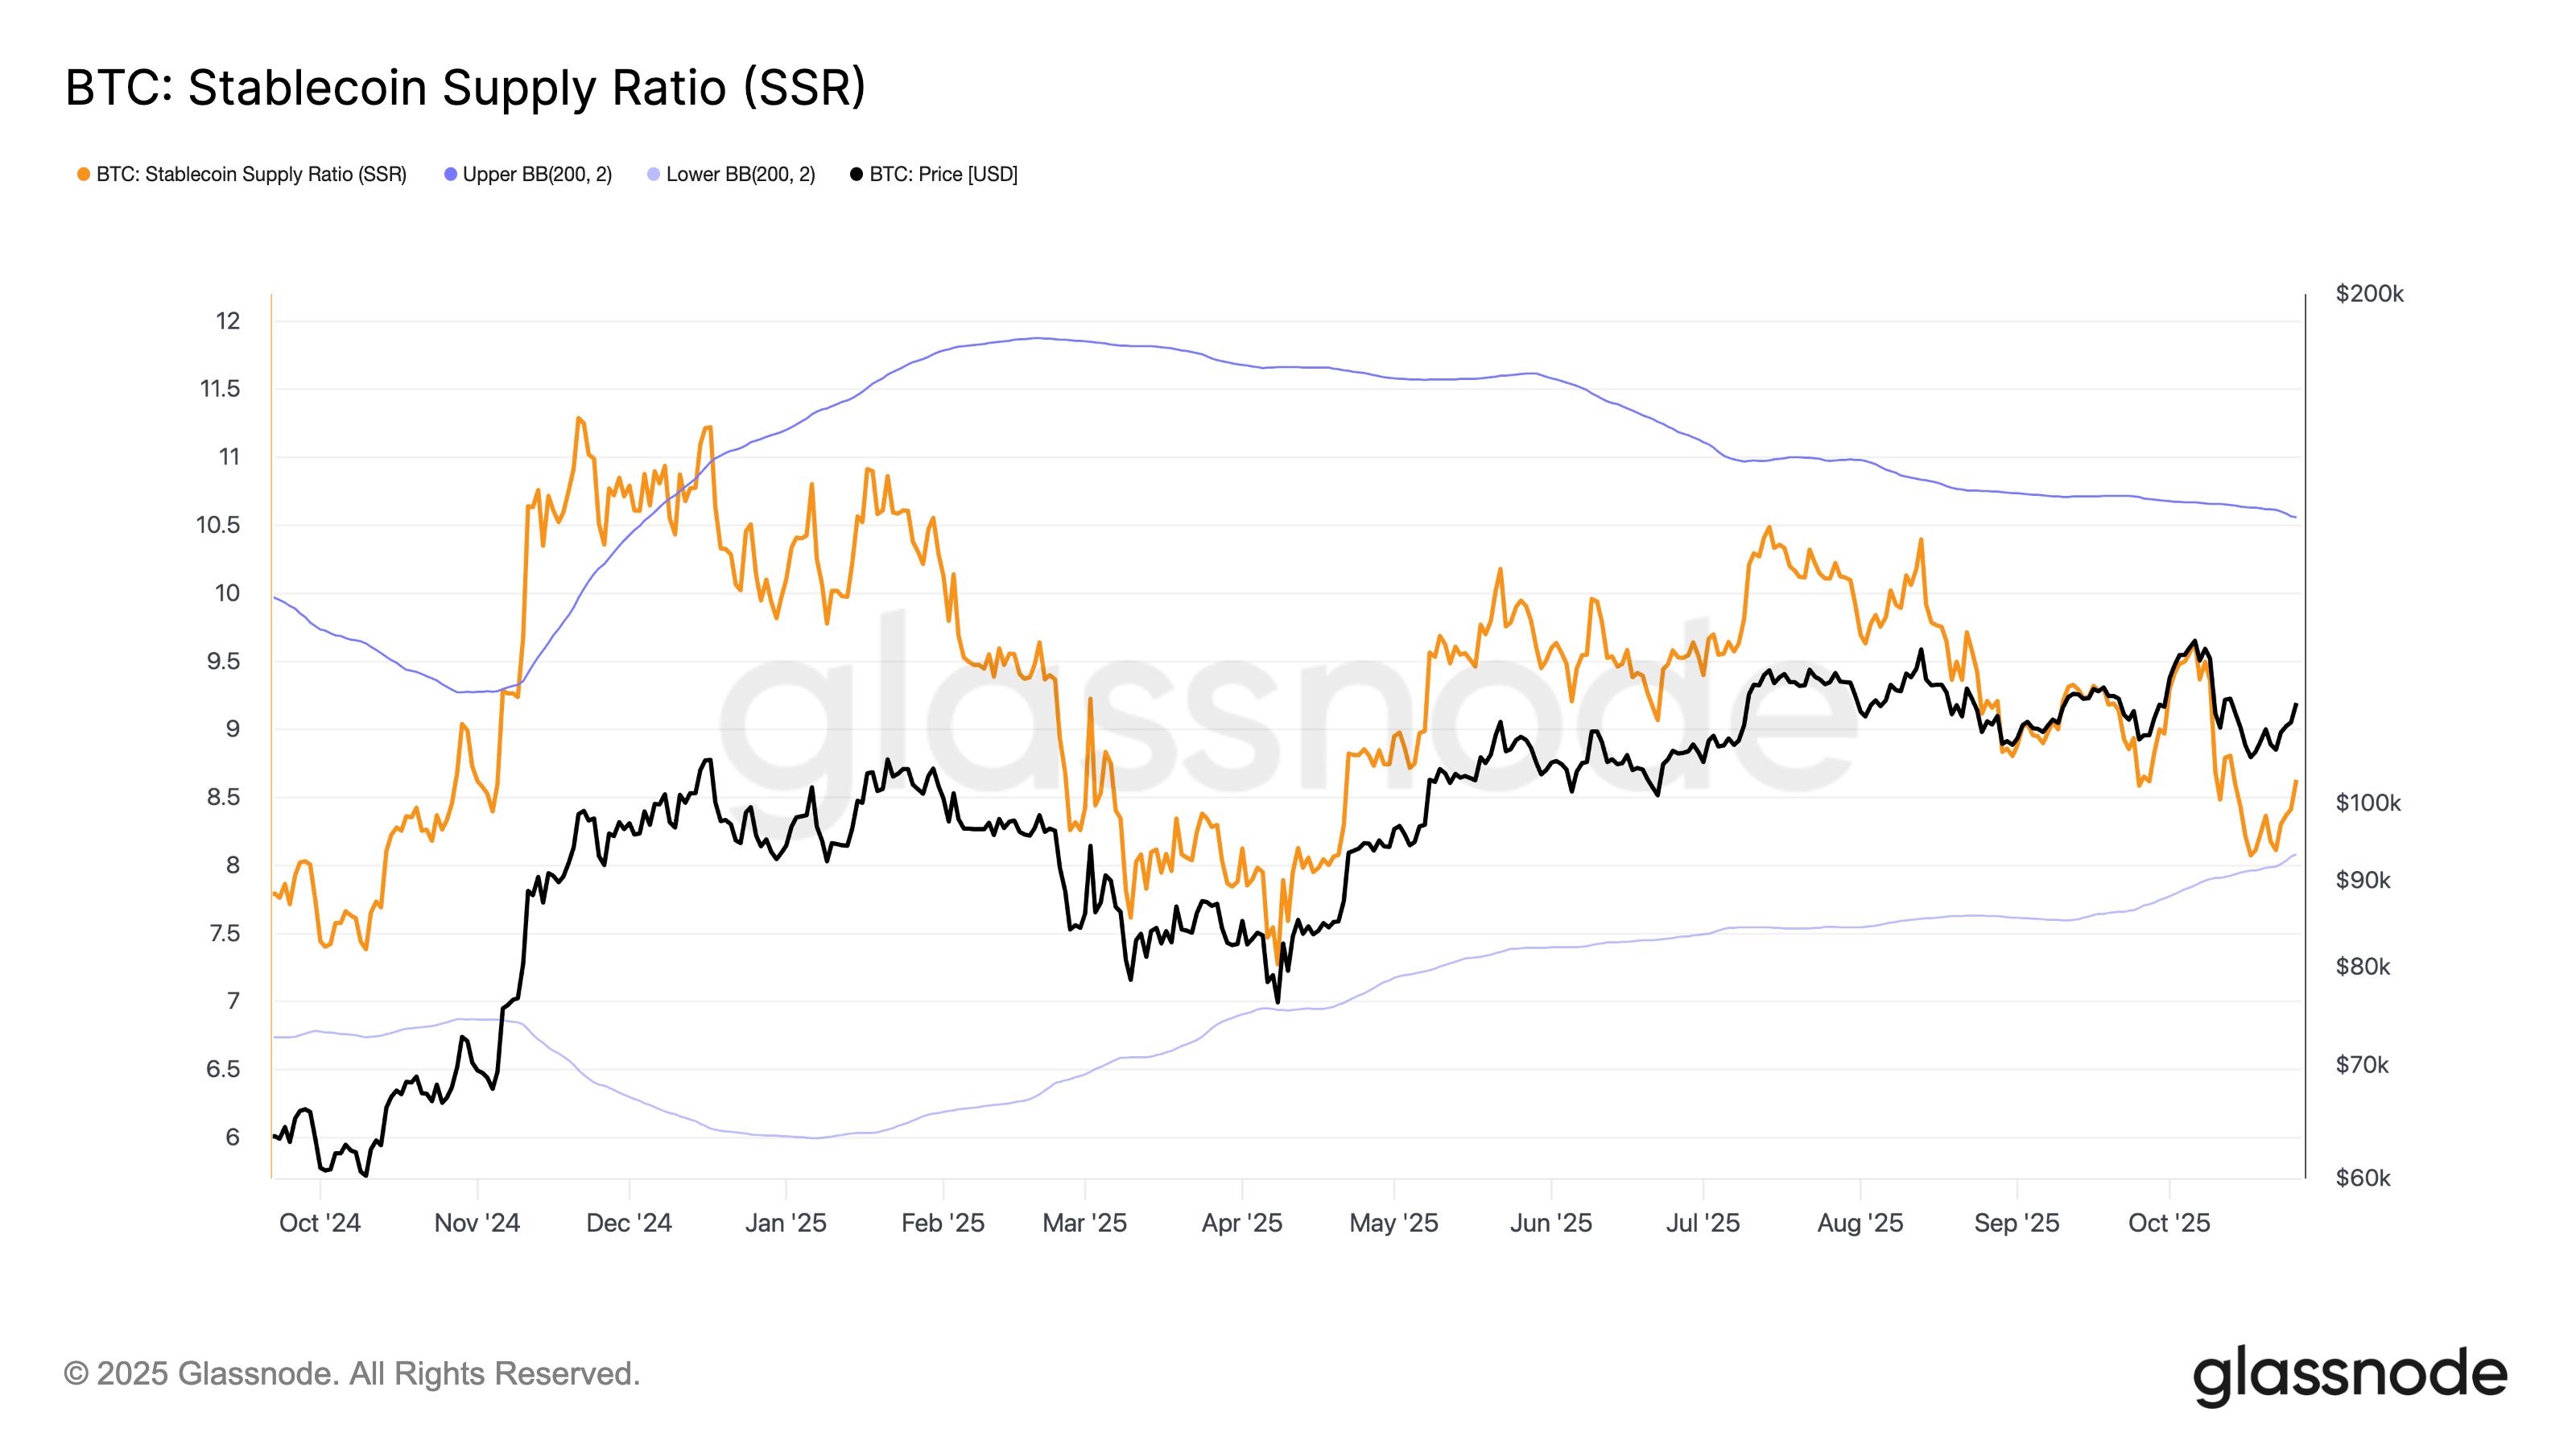 BTC: Stablecoin Supply Ratio (SSR)
BTC: Stablecoin Supply Ratio (SSR) Upper BB(200, 2) Lower BB(200, 2) BTC: Price [USD]
$200k
12
11.5
11
10.5
10
9.5
9
8.5
8
7.5
7
6.5
6
$100k
$90k
$80k
$70k
$60k
glassnode
Oct '24 Nov '24 Dec '24 Jan '25 Feb '25 Mar '25 Apr '25 May '25 Jun '25 Jul '25 Aug '25 Sep '25 Oct '25
© 2025 Glassnode. All Rights Reserved.
glassnode